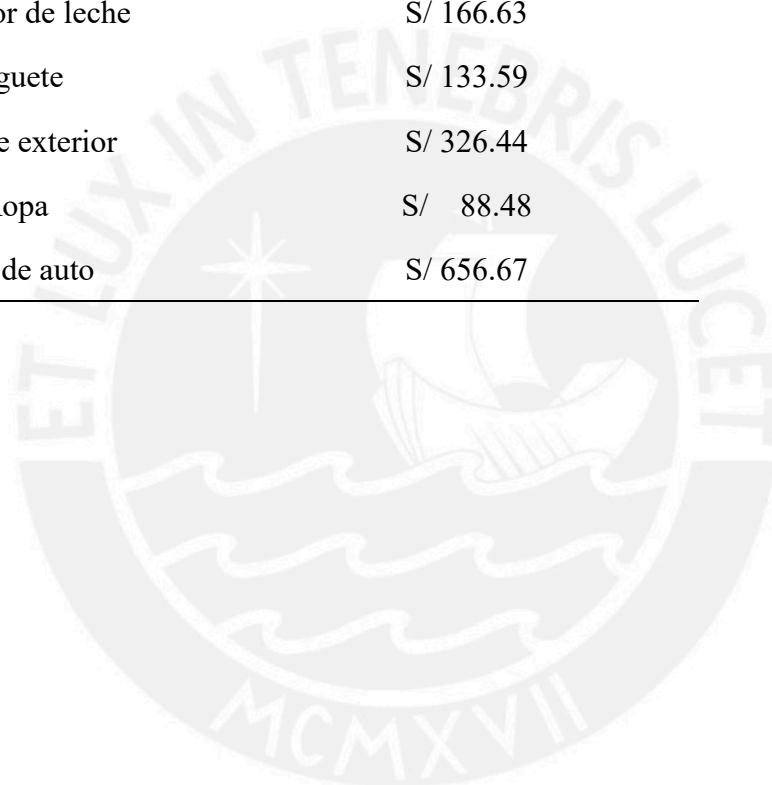 or de leche S/ 166.63
guete S/ 133.59
e exterior S/ 326.44
opa S/ 88.48
de auto S/ 656.67
ET LUX IN TENEBRIS LUCET
MCMXVII